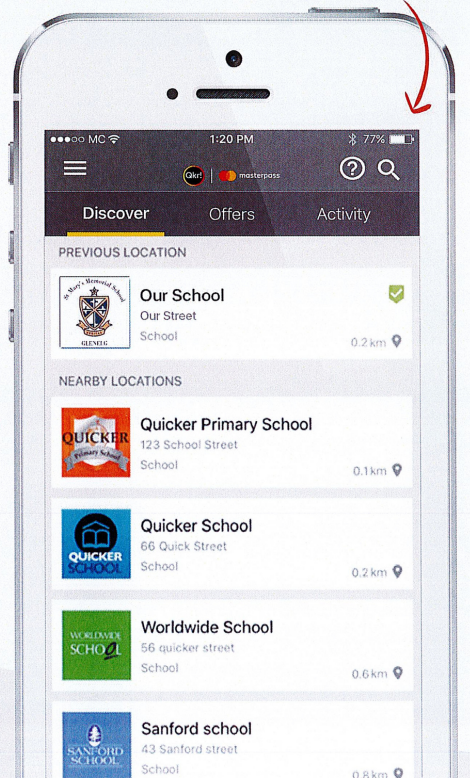 ●●●○○ MC 1:20 PM 77%
Qkr! | masterpass ?
Discover Offers Activity
PREVIOUS LOCATION
St Mary's Memorial School
GLENELG
Our School
Our Street
School
0.2 km
NEARBY LOCATIONS
QUICKER
Primary School
Quicker Primary School
123 School Street
School
0.1 km
QUICKER
SCHOOL
Quicker School
66 Quick Street
School
0.2 km
WORLDWIDE
SCHOOL
Worldwide School
56 quicker street
School
0.6 km
SANFORD
SCHOOL
Sanford school
43 Sanford street
School
0.8 km